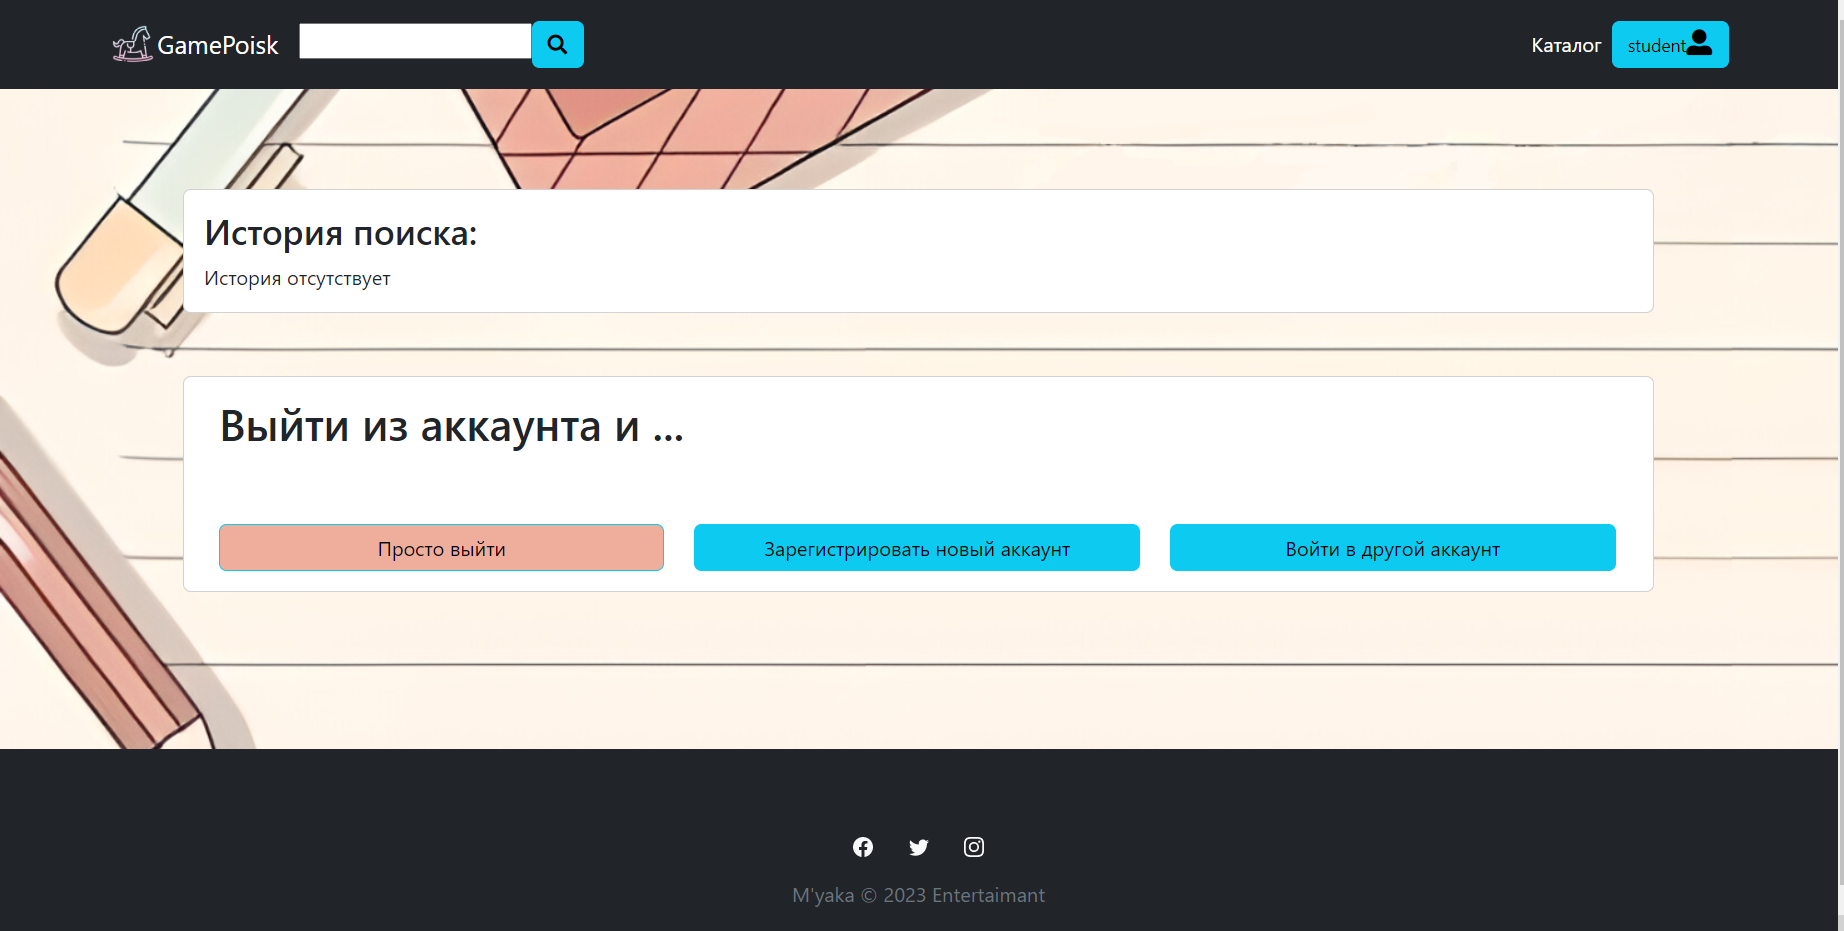 GamePoisk
Каталог
student
История поиска:
История отсутствует
Выйти из аккаунта и ...
Просто выйти
Зарегистрировать новый аккаунт
Войти в другой аккаунт
M'yaka © 2023 Entertaimant